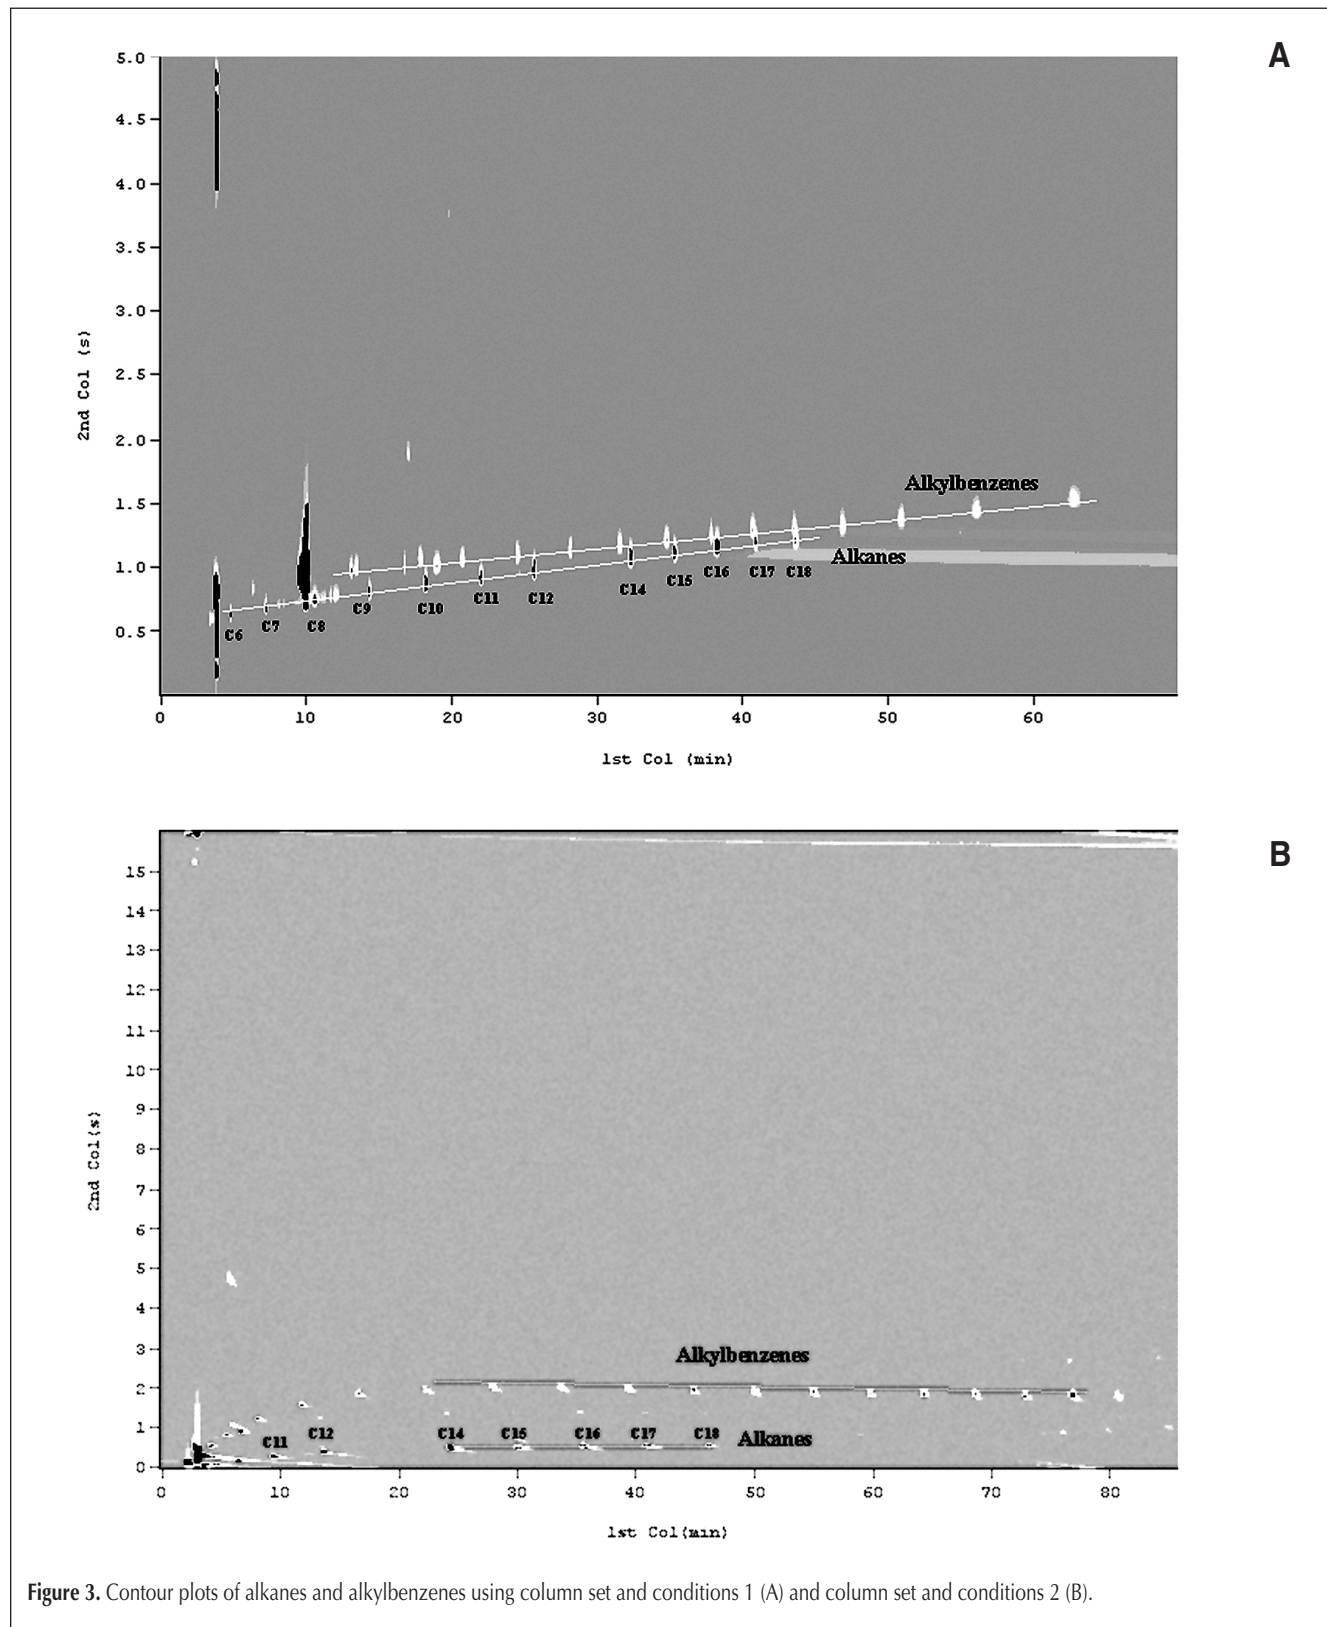 A
5.0
4.5
4.0
3.5
3.0
2.5
2.0
1.5
1.0
0.5
2nd Col (s)
Alkylbenzenes
Alkanes
C6
C7
C8
C9
C10
C11
C12
C14
C15
C16
C17
C18
0 10 20 30 40 50 60
1st Col (min)
B
15
14
13
12
11
10
9
8
7
6
5
4
3
2
1
0
2nd Col(s)
Alkylbenzenes
C11
C12
C14
C15
C16
C17
C18
Alkanes
0 10 20 30 40 50 60 70 80
1st Col(min)
Figure 3. Contour plots of alkanes and alkylbenzenes using column set and conditions 1 (A) and column set and conditions 2 (B).